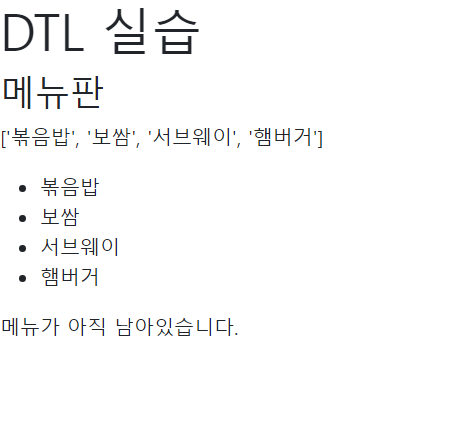 DTL 실습
메뉴판
['볶음밥', '보쌈', '서브웨이', '햄버거']
볶음밥
보쌈
서브웨이
햄버거
메뉴가 아직 남아있습니다.